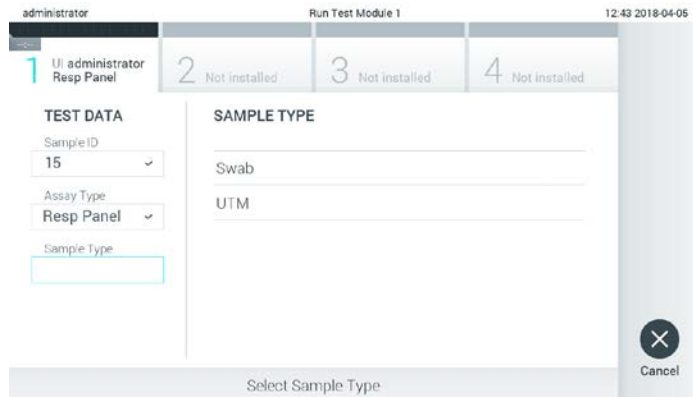 administrator Run Test Module 1 12:43 2018-04-05
1 UI administrator
Resp Panel
2 Not installed
3 Not installed
4 Not installed
TEST DATA
Sample ID
15
Assay Type
Resp Panel
Sample Type
SAMPLE TYPE
Swab
UTM
Cancel
Select Sample Type